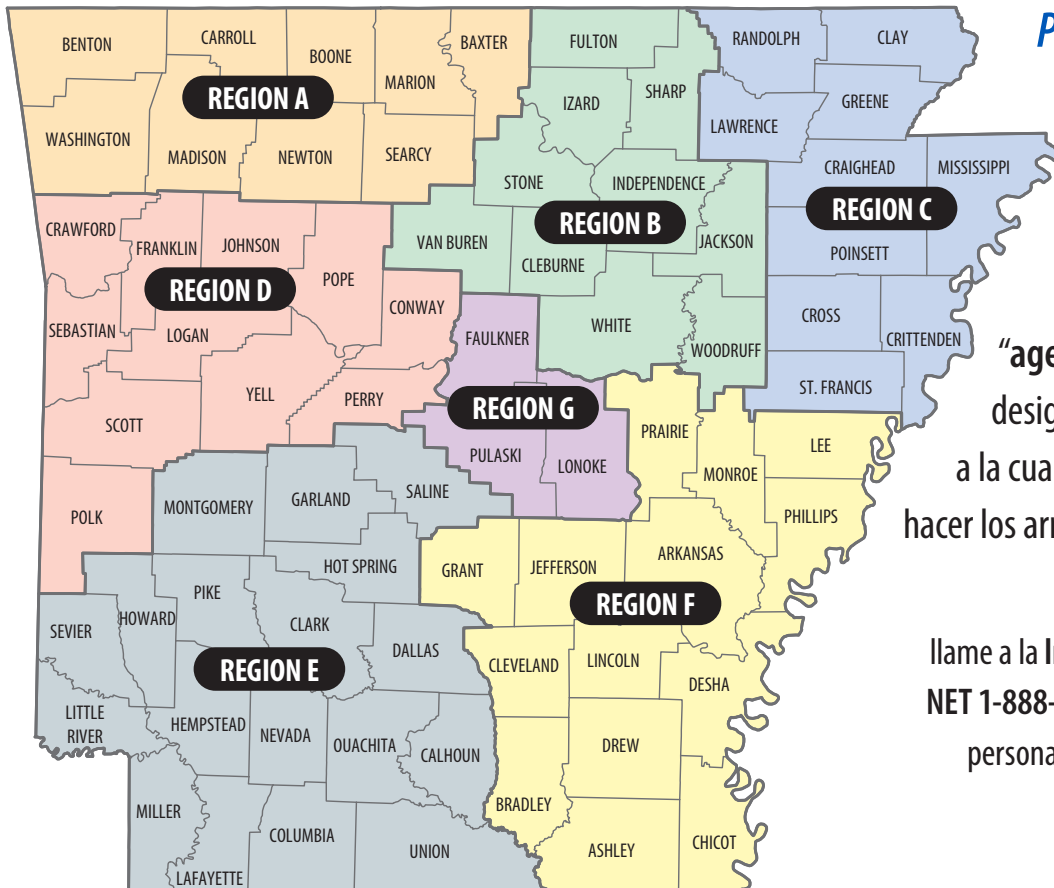 P
BENTON
CARROLL
BOONE
MARION
BAXTER
WASHINGTON
MADISON
NEWTON
SEARCY
REGION A
FULTON
IZARD
SHARP
STONE
INDEPENDENCE
VAN BUREN
CLEBURNE
JACKSON
WHITE
WOODRUFF
REGION B
RANDOLPH
CLAY
GREENE
LAWRENCE
CRAIGHEAD
MISSISSIPPI
REGION C
POINSETT
CROSS
CRITTENDEN
ST. FRANCIS
CRAWFORD
FRANKLIN
JOHNSON
POPE
REGION D
CONWAY
SEBASTIAN
LOGAN
YELL
PERRY
SCOTT
POLK
FAULKNER
REGION G
PULASKI
LONOKE
MONTGOMERY
GARLAND
SALINE
HOT SPRING
PIKE
CLARK
DALLAS
SEVIER
HOWARD
REGION E
LITTLE
RIVER
HEMPSTEAD
NEVADA
OUACHITA
CALHOUN
MILLER
LAFAYETTE
COLUMBIA
UNION
PRAIRIE
MONROE
LEE
PHILLIPS
GRANT
JEFFERSON
ARKANSAS
REGION F
CLEVELAND
LINCOLN
DESHA
DREW
BRADLEY
ASHLEY
CHICOT
“age
desig
a la cua
hacer los arr
llame a la I
NET 1-888-
persona